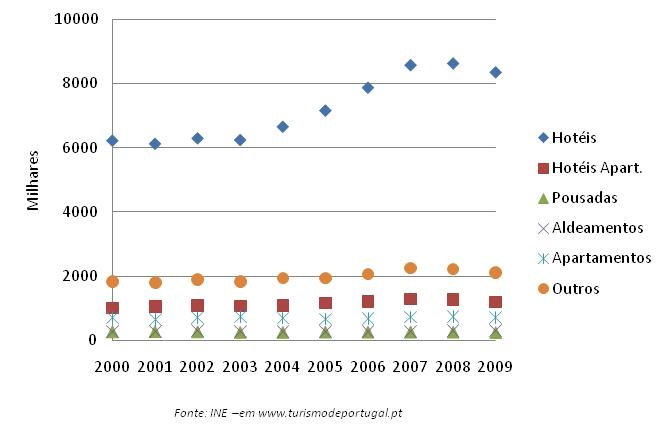 10000
8000
6000
4000
2000
0
Milhares
2000 2001 2002 2003 2004 2005 2006 2007 2008 2009
Hotéis
Hotéis Apart.
Pousadas
Aldeamentos
Apartamentos
Outros
Fonte: INE –em www.turismodeportugal.pt